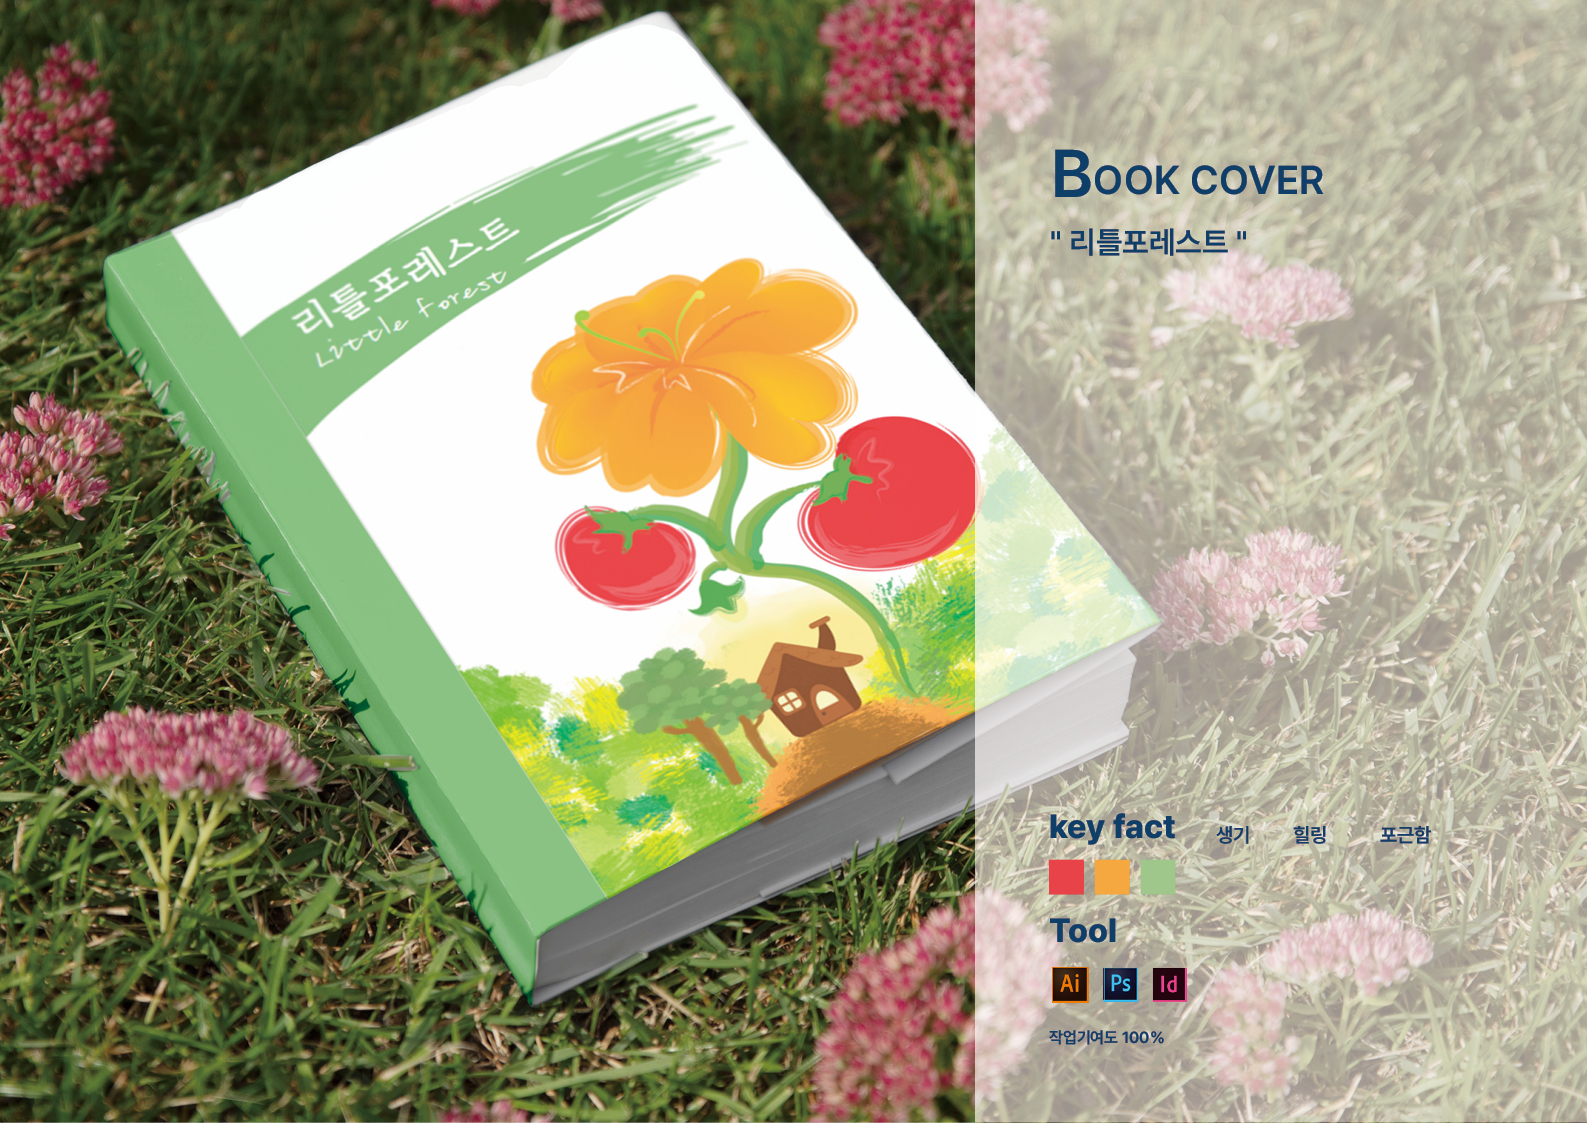 리틀포레스트
Little Forest
BOOK COVER
" 리틀포레스트 "
key fact 생기 힐링 포근함
Tool
Ai Ps Id
작업기여도 100%